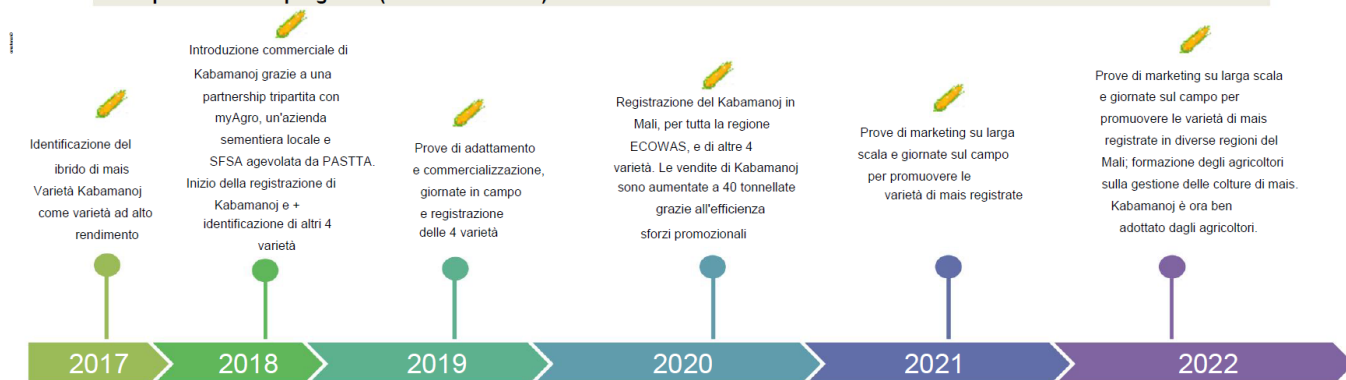 Identificazione del
ibrido di mais
Varietà Kabamanoj
come varietà ad alto
rendimento
Introduzione commerciale di
Kabamanoj grazie a una
partnership tripartita con
myAgro, un'azienda
sementiera locale e
SFSA agevolata da PASTTA.
Inizio della registrazione di
Kabamanoj e +
identificazione di altri 4
varietà
Prove di adattamento
e commercializzazione,
giornate in campo
e registrazione
delle 4 varietà
Registrazione del Kabamanoj in
Mali, per tutta la regione
ECOWAS, e di altre 4
varietà. Le vendite di Kabamanoj
sono aumentate a 40 tonnellate
grazie all'efficienza
sforzi promozionali
Prove di marketing su larga
scala e giornate sul campo
per promuovere le
varietà di mais registrate
Prove di marketing su larga scala
e giornate sul campo per
promuovere le varietà di mais
registrate in diverse regioni del
Mali; formazione degli agricoltori
sulla gestione delle colture di mais.
Kabamanoj è ora ben
adottato dagli agricoltori.
2017
2018
2019
2020
2021
2022